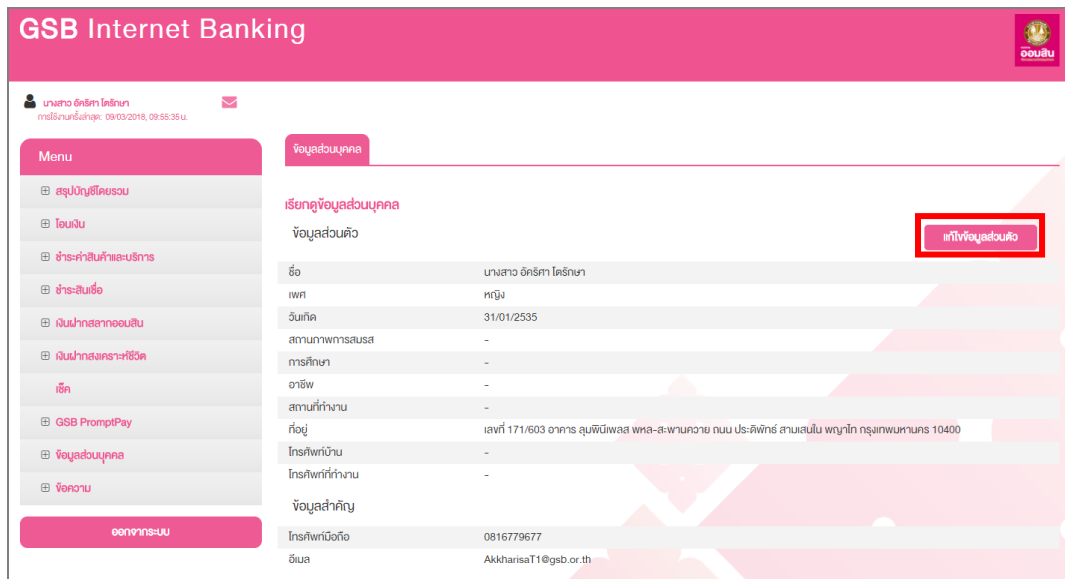 GSB Internet Banking
ออมสิน
นางสาว อัคริศา โตรักษา
การใช้งานครั้งล่าสุด: 09/03/2018, 09:55:35 น.
Menu
สรุปบัญชีโดยรวม
โอนเงิน
ชำระค่าสินค้าและบริการ
ชำระสินเชื่อ
เงินฝากสลากออมสิน
เงินฝากสงเคราะห์ชีวิต
เช็ค
GSB PromptPay
ข้อมูลส่วนบุคคล
ข้อความ
ออกจากระบบ
ข้อมูลส่วนบุคคล
เรียกดูข้อมูลส่วนบุคคล
ข้อมูลส่วนตัว
แก้ไขข้อมูลส่วนตัว
ชื่อ นางสาว อัคริศา โตรักษา
เพศ หญิง
วันเกิด 31/01/2535
สถานภาพการสมรส -
การศึกษา -
อาชีพ -
สถานที่ทำงาน -
ที่อยู่ เลขที่ 171/603 อาคาร ลุมพินีเพลส พหล-สะพานควาย ถนน ประดิพัทธ์ สามเสนใน พญาไท กรุงเทพมหานคร 10400
โทรศัพท์บ้าน -
โทรศัพท์ที่ทำงาน -
ข้อมูลสำคัญ
โทรศัพท์มือถือ 0816779677
อีเมล AkkharisaT1@gsb.or.th